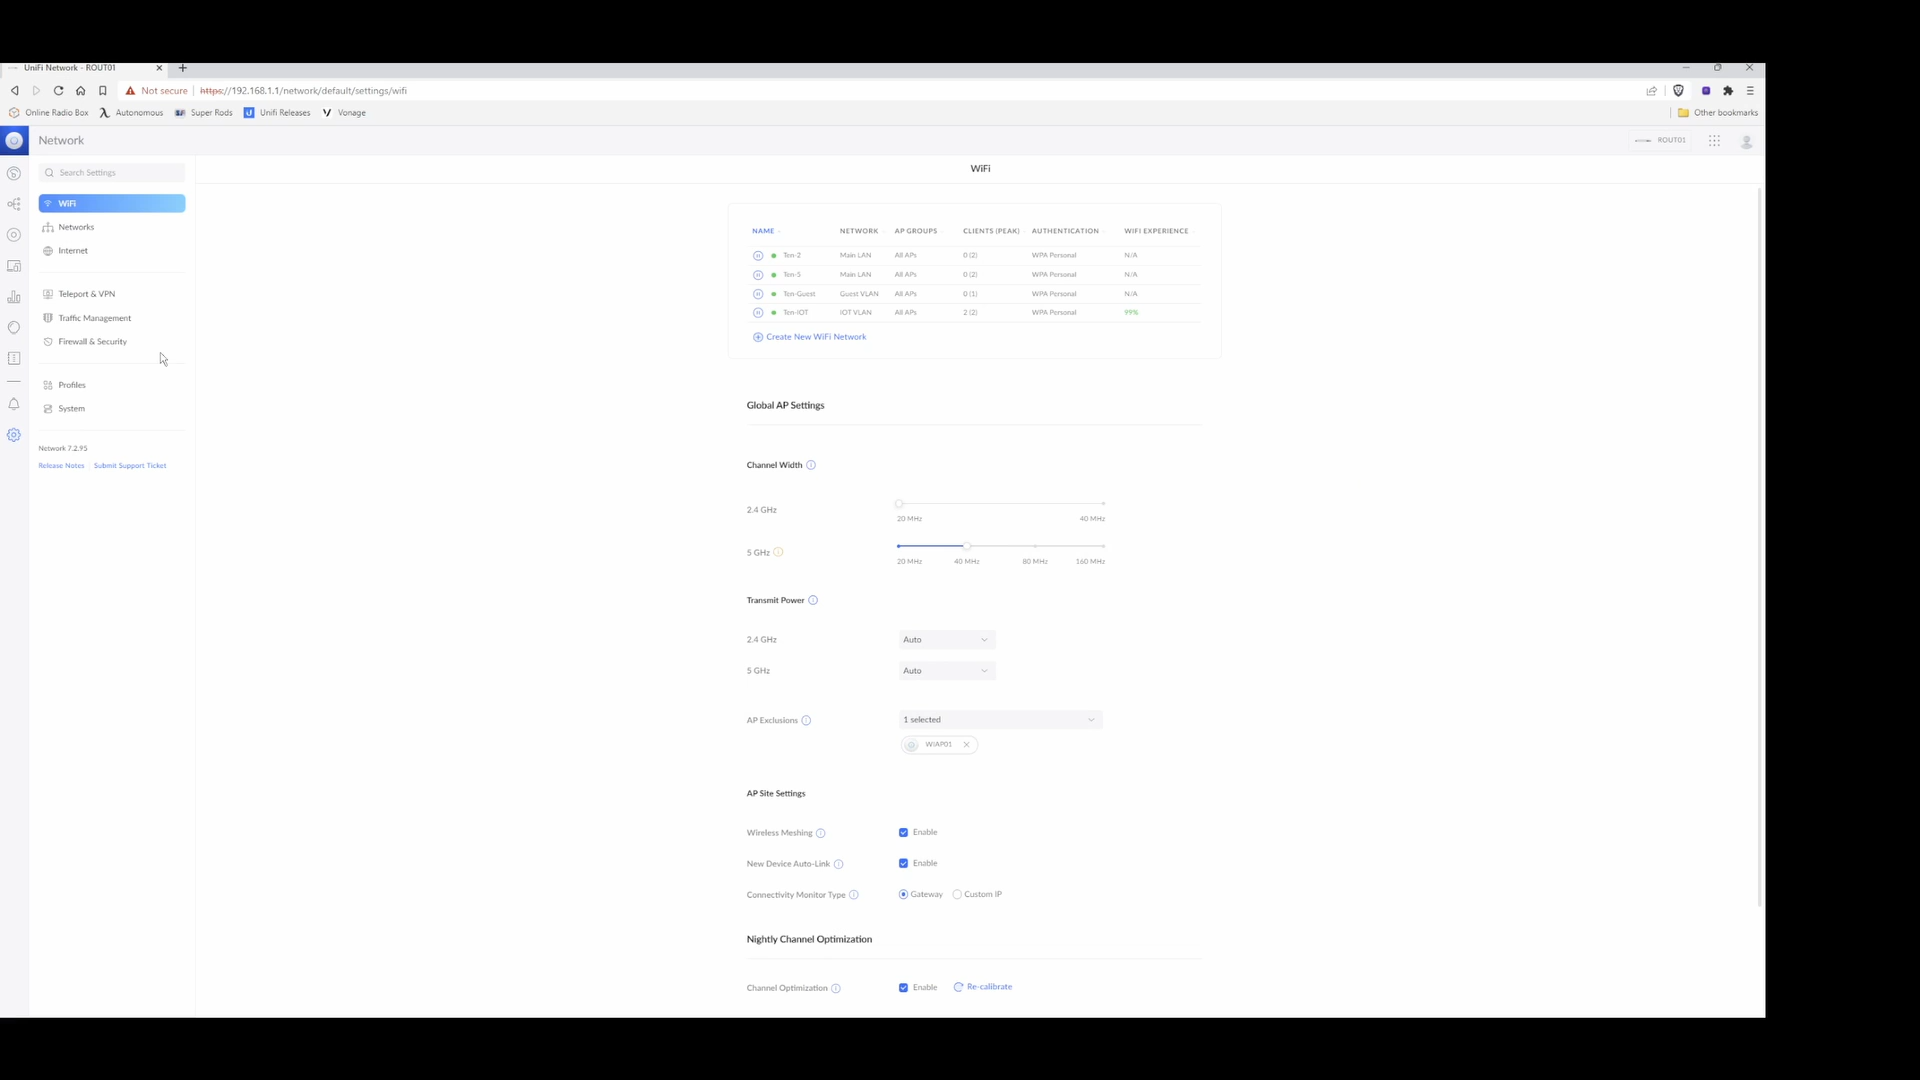 UniFi Network - ROUT01
Not secure https://192.168.1.1/network/default/settings/wifi
Online Radio Box Autonomous Super Rods Unifi Releases Vonage Other bookmarks
Network ROUT01
Search Settings
WiFi
Networks
Internet
Teleport & VPN
Traffic Management
Firewall & Security
Profiles
System
Network 7.2.95
Release Notes Submit Support Ticket
WiFi
NAME NETWORK AP GROUPS CLIENTS (PEAK) AUTHENTICATION WIFI EXPERIENCE
Ten-2 Main LAN All APs 0 (2) WPA Personal N/A
Ten-5 Main LAN All APs 0 (2) WPA Personal N/A
Ten-Guest Guest VLAN All APs 0 (1) WPA Personal N/A
Ten-IOT IOT VLAN All APs 2 (2) WPA Personal 99%
Create New WiFi Network
Global AP Settings
Channel Width
2.4 GHz
20 MHz 40 MHz
5 GHz
20 MHz 40 MHz 80 MHz 160 MHz
Transmit Power
2.4 GHz Auto
5 GHz Auto
AP Exclusions 1 selected
WIAP01
AP Site Settings
Wireless Meshing Enable
New Device Auto-Link Enable
Connectivity Monitor Type Gateway Custom IP
Nightly Channel Optimization
Channel Optimization Enable Re-calibrate